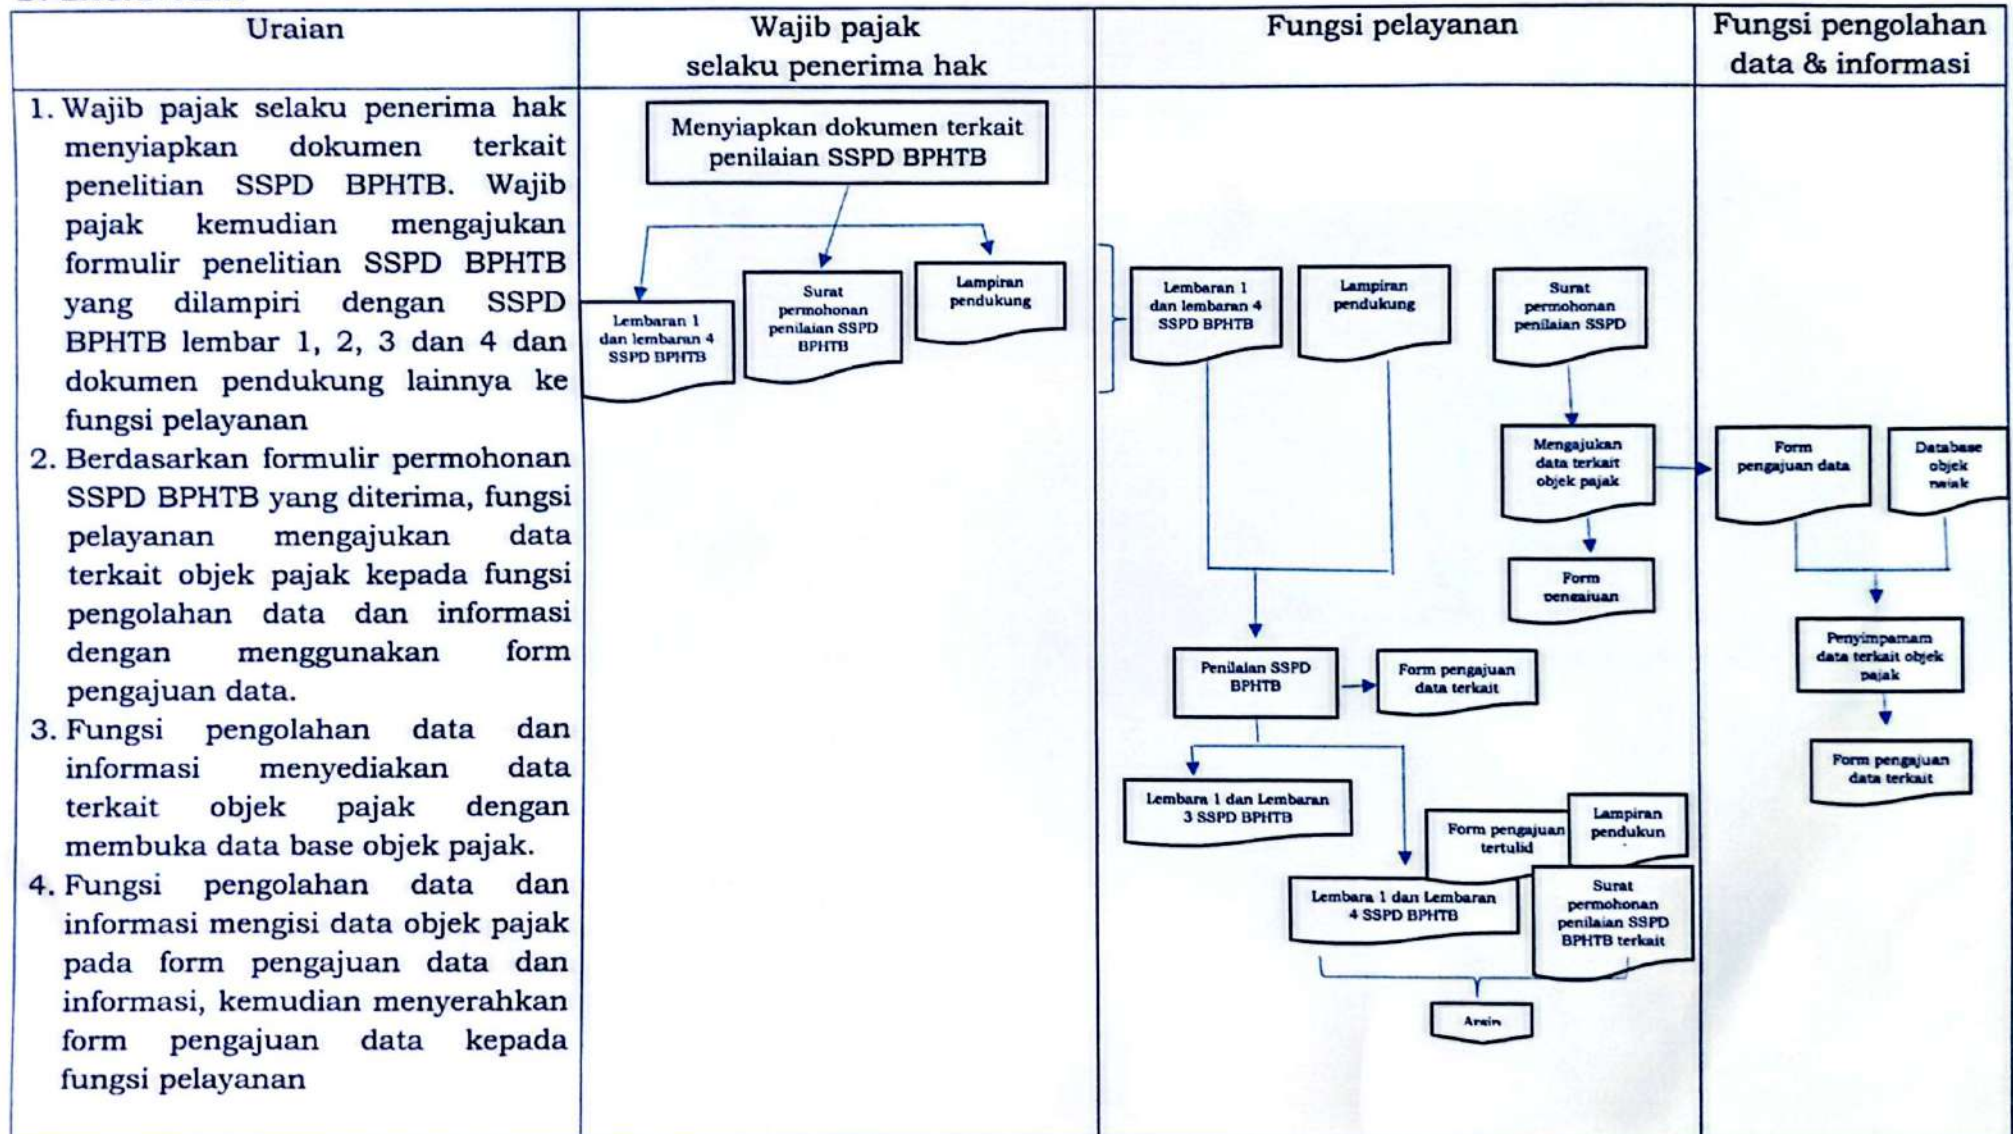 Uraian
Wajib pajak
selaku penerima hak
Fungsi pelayanan
Fungsi pengolahan
data & informasi
1. Wajib pajak selaku penerima hak
menyiapkan dokumen terkait
penelitian SSPD BPHTB. Wajib
pajak kemudian mengajukan
formulir penelitian SSPD BPHTB
yang dilampiri dengan SSPD
BPHTB lembar 1, 2, 3 dan 4 dan
dokumen pendukung lainnya ke
fungsi pelayanan
2. Berdasarkan formulir permohonan
SSPD BPHTB yang diterima, fungsi
pelayanan mengajukan data
terkait objek pajak kepada fungsi
pengolahan data dan informasi
dengan menggunakan form
pengajuan data.
3. Fungsi pengolahan data dan
informasi menyediakan data
terkait objek pajak dengan
membuka data base objek pajak.
4. Fungsi pengolahan data dan
informasi mengisi data objek pajak
pada form pengajuan data dan
informasi, kemudian menyerahkan
form pengajuan data kepada
fungsi pelayanan
Menyiapkan dokumen terkait
penilaian SSPD BPHTB
Lembaran 1
dan lembaran 4
SSPD BPHTB
Surat
permohonan
penilaian SSPD
BPHTB
Lampiran
pendukung
Lembaran 1
dan lembaran 4
SSPD BPHTB
Lampiran
pendukung
Surat
permohonan
penilaian SSPD
Mengajukan
data terkait
objek pajak
Form
pengajuan
Penilaian SSPD
BPHTB
Form pengajuan
data terkait
Lembara 1 dan Lembaran
3 SSPD BPHTB
Form pengajuan
tertulid
Lampiran
pendukun
Lembara 1 dan Lembaran
4 SSPD BPHTB
Surat
permohonan
penilaian SSPD
BPHTB terkait
Form
pengajuan data
Database
objek
pajak
Penyimpamam
data terkait objek
pajak
Form pengajuan
data terkait